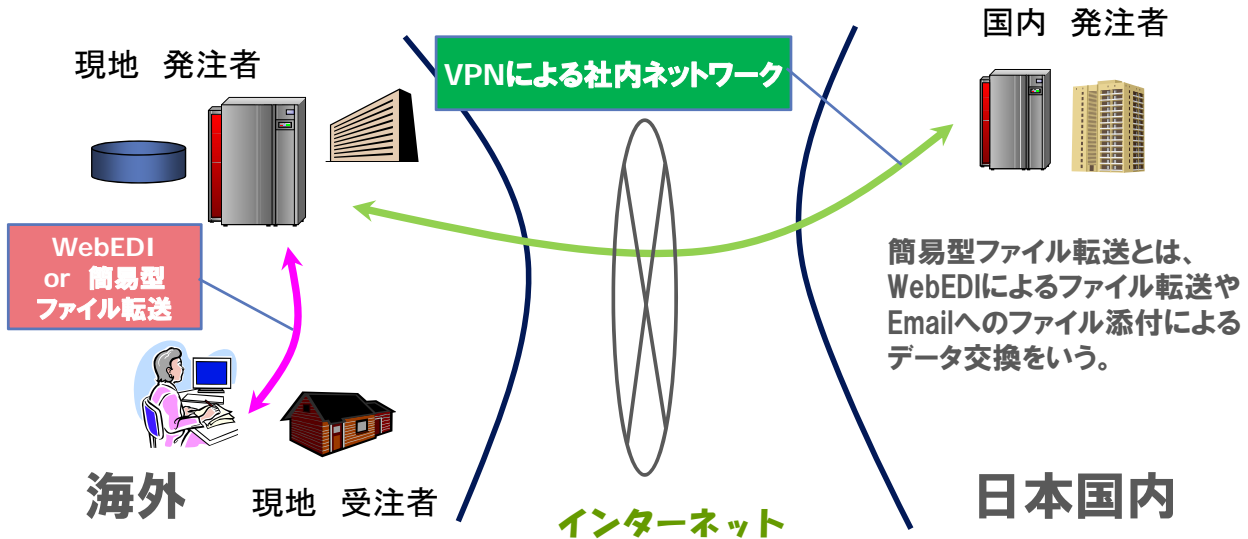 国内　発注者
現地　発注者
VPNによる社内ネットワーク
WebEDI
or 簡易型
ファイル転送
簡易型ファイル転送とは、
WebEDIによるファイル転送や
Emailへのファイル添付による
データ交換をいう。
海外
現地　受注者
インターネット
日本国内